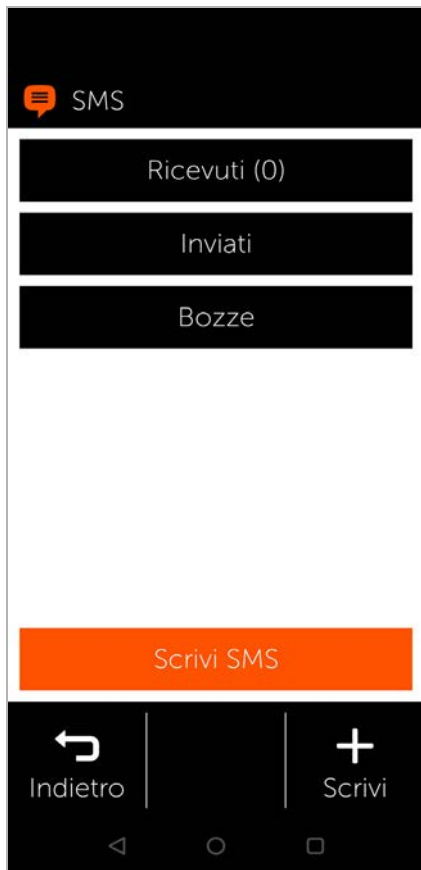 SMS
Ricevuti (0)
Inviati
Bozze
Scrivi SMS
Indietro
Scrivi